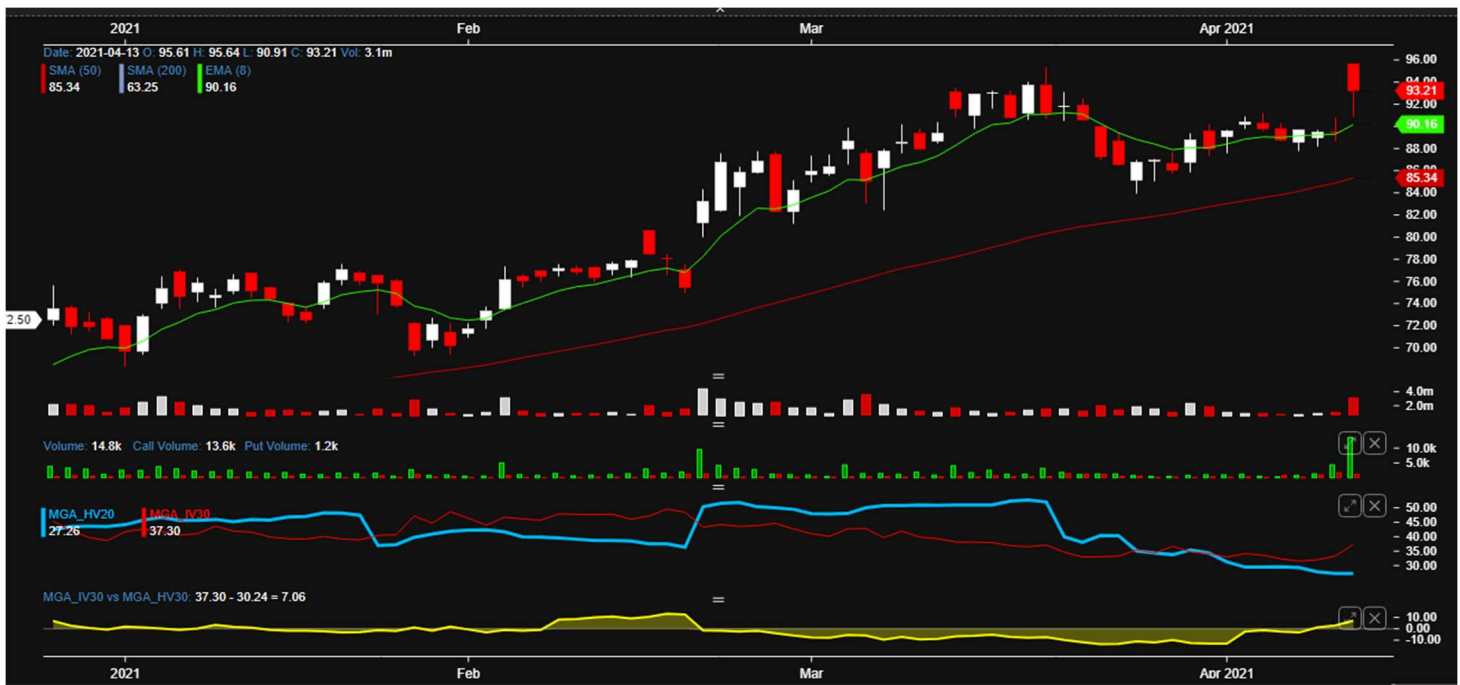 2021 Feb Mar Apr 2021
Date: 2021-04-13 O: 95.61 H: 95.64 L: 90.91 C: 93.21 Vol: 3.1m
SMA (50) SMA (200) EMA (8)
85.34 63.25 90.16
96.00
94.00
93.21
92.00
90.16
88.00
86.00
85.34
84.00
82.00
80.00
78.00
76.00
74.00
2.50
72.00
70.00
4.0m
2.0m
Volume: 14.8k Call Volume: 13.6k Put Volume: 1.2k
10.0k
5.0k
MGA_HV20 MGA_IV30
27.26 37.30
50.00
45.00
40.00
35.00
30.00
MGA_IV30 vs MGA_HV30: 37.30 - 30.24 = 7.06
10.00
0.00
-10.00
2021 Feb Mar Apr 2021